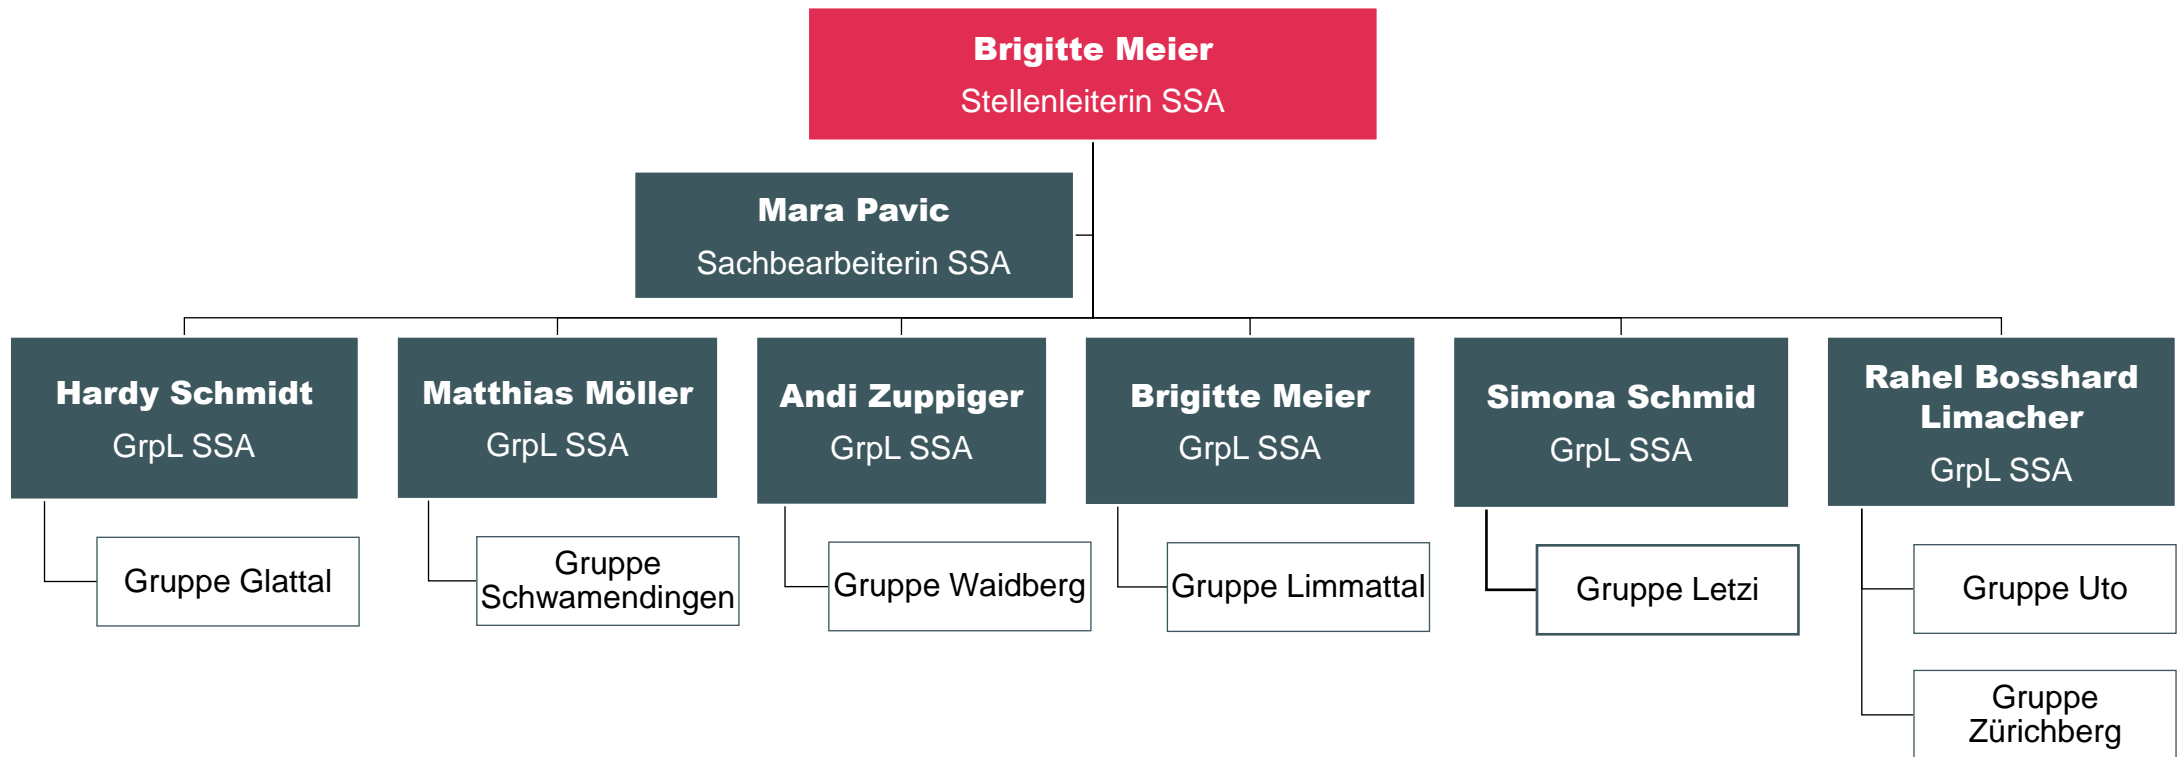 Brigitte Meier
Stellenleiterin SSA
Mara Pavic
Sachbearbeiterin SSA
Hardy Schmidt
GrpL SSA
Matthias Möller
GrpL SSA
Andi Zuppiger
GrpL SSA
Brigitte Meier
GrpL SSA
Simona Schmid
GrpL SSA
Rahel Bosshard
Limacher
GrpL SSA
Gruppe Glattal
Gruppe
Schwamendingen
Gruppe Waidberg
Gruppe Limmattal
Gruppe Letzi
Gruppe Uto
Gruppe
Zürichberg